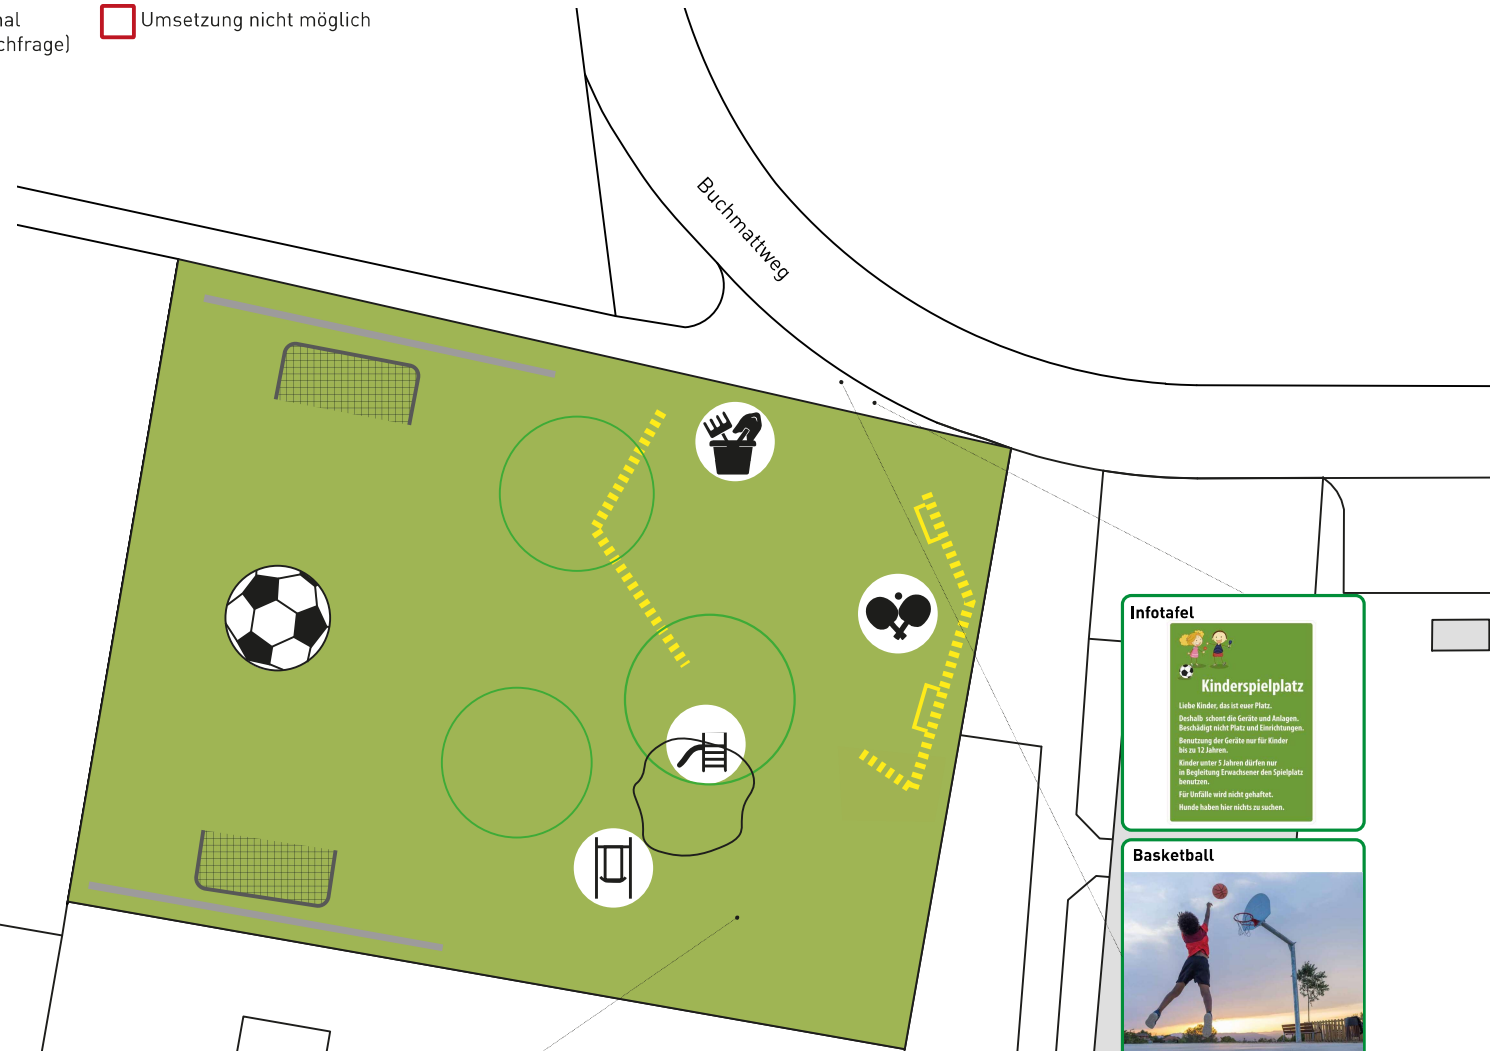 nal
chfrage)
Umsetzung nicht möglich
Buchmattweg
Infotafel
Kinderspielplatz
Liebe Kinder, das ist euer Platz.
Deshalb schont die Geräte und Anlagen.
Beschädigt nicht Platz und Einrichtungen.
Benutzung der Geräte nur für Kinder
bis zu 12 Jahren.
Kinder unter 5 Jahren dürfen nur
in Begleitung Erwachsener den Spielplatz
benutzen.
Für Unfälle wird nicht gehaftet.
Hunde haben hier nichts zu suchen.
Basketball